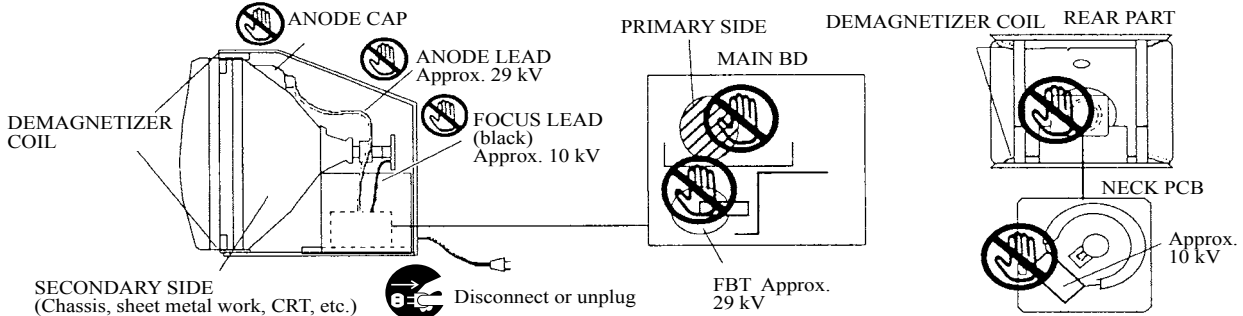 ANODE CAP
ANODE LEAD
Approx. 29 kV
FOCUS LEAD
(black)
Approx. 10 kV
DEMAGNETIZER
COIL
SECONDARY SIDE
(Chassis, sheet metal work, CRT, etc.)
Disconnect or unplug
PRIMARY SIDE
MAIN BD
FBT Approx.
29 kV
DEMAGNETIZER COIL
REAR PART
NECK PCB
Approx.
10 kV